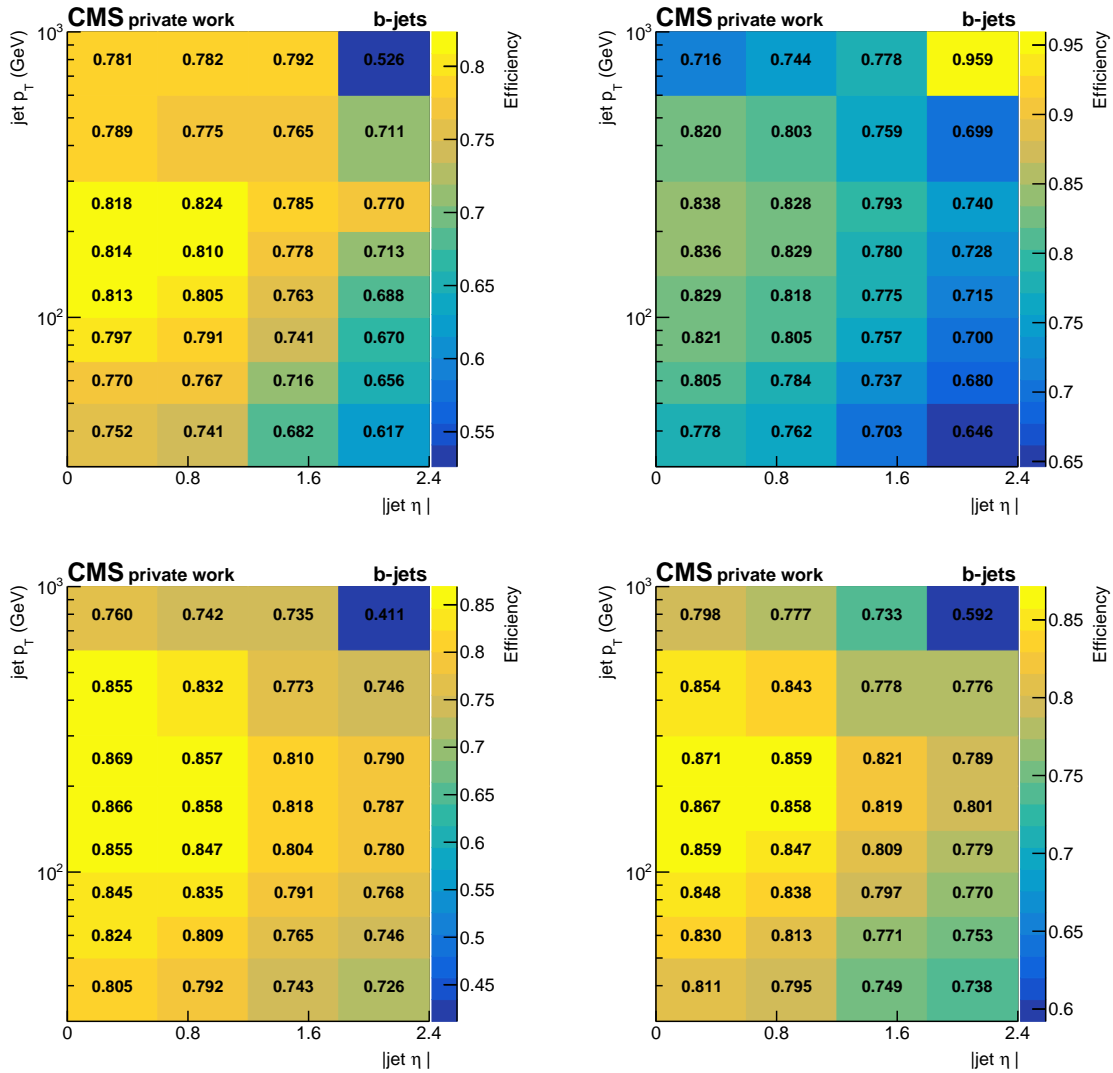 CMS private work b-jets
jet p_T (GeV)
Efficiency
10^3
0.781 0.782 0.792 0.526
0.8
0.789 0.775 0.765 0.711
0.75
0.818 0.824 0.785 0.770
0.7
0.814 0.810 0.778 0.713
0.65
0.813 0.805 0.763 0.688
10^2
0.797 0.791 0.741 0.670
0.6
0.770 0.767 0.716 0.656
0.752 0.741 0.682 0.617
0.55
0 0.8 1.6 2.4
|jet η |
CMS private work b-jets
jet p_T (GeV)
Efficiency
10^3
0.716 0.744 0.778 0.959
0.95
0.820 0.803 0.759 0.699
0.9
0.838 0.828 0.793 0.740
0.85
0.836 0.829 0.780 0.728
0.8
0.829 0.818 0.775 0.715
10^2
0.821 0.805 0.757 0.700
0.75
0.805 0.784 0.737 0.680
0.7
0.778 0.762 0.703 0.646
0.65
0 0.8 1.6 2.4
|jet η |
CMS private work b-jets
jet p_T (GeV)
Efficiency
10^3
0.760 0.742 0.735 0.411
0.85
0.8
0.855 0.832 0.773 0.746
0.75
0.7
0.869 0.857 0.810 0.790
0.65
0.866 0.858 0.818 0.787
0.6
0.855 0.847 0.804 0.780
10^2
0.55
0.845 0.835 0.791 0.768
0.5
0.824 0.809 0.765 0.746
0.805 0.792 0.743 0.726
0.45
0 0.8 1.6 2.4
|jet η |
CMS private work b-jets
jet p_T (GeV)
Efficiency
10^3
0.798 0.777 0.733 0.592
0.85
0.854 0.843 0.778 0.776
0.8
0.871 0.859 0.821 0.789
0.75
0.867 0.858 0.819 0.801
0.7
0.859 0.847 0.809 0.779
10^2
0.848 0.838 0.797 0.770
0.65
0.830 0.813 0.771 0.753
0.811 0.795 0.749 0.738
0.6
0 0.8 1.6 2.4
|jet η |